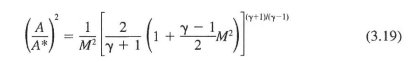 (A/A*)² = 1/M² [2/(γ + 1) (1 + (γ − 1)/2 M²)]^((γ+1)/(γ−1)) (3.19)